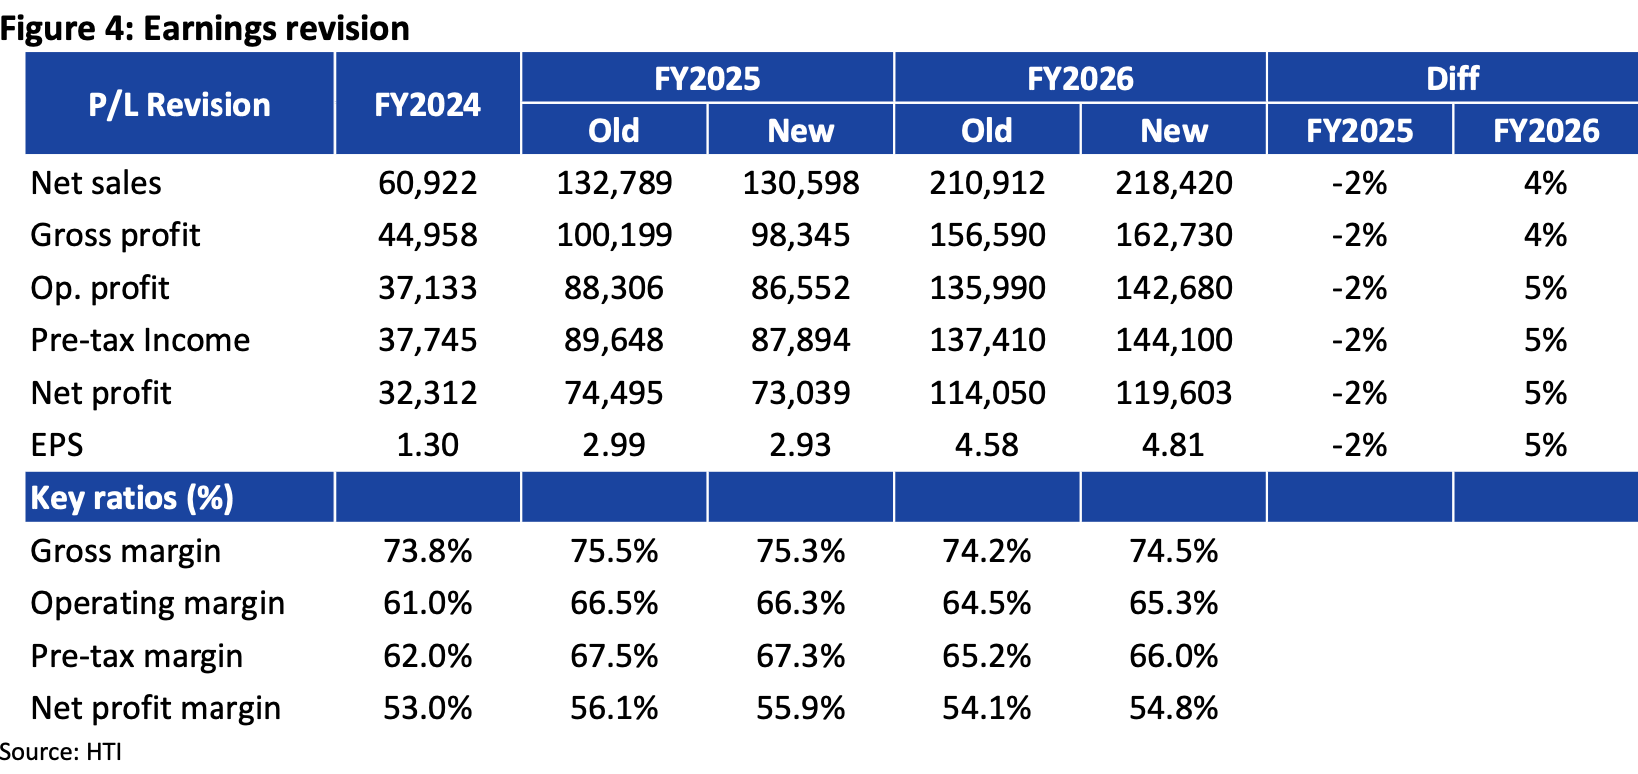 Figure 4: Earnings revision
P/L Revision FY2024 FY2025 FY2026 Diff
Old New Old New FY2025 FY2026
Net sales 60,922 132,789 130,598 210,912 218,420 -2% 4%
Gross profit 44,958 100,199 98,345 156,590 162,730 -2% 4%
Op. profit 37,133 88,306 86,552 135,990 142,680 -2% 5%
Pre-tax Income 37,745 89,648 87,894 137,410 144,100 -2% 5%
Net profit 32,312 74,495 73,039 114,050 119,603 -2% 5%
EPS 1.30 2.99 2.93 4.58 4.81 -2% 5%
Key ratios (%)
Gross margin 73.8% 75.5% 75.3% 74.2% 74.5%
Operating margin 61.0% 66.5% 66.3% 64.5% 65.3%
Pre-tax margin 62.0% 67.5% 67.3% 65.2% 66.0%
Net profit margin 53.0% 56.1% 55.9% 54.1% 54.8%
Source: HTI